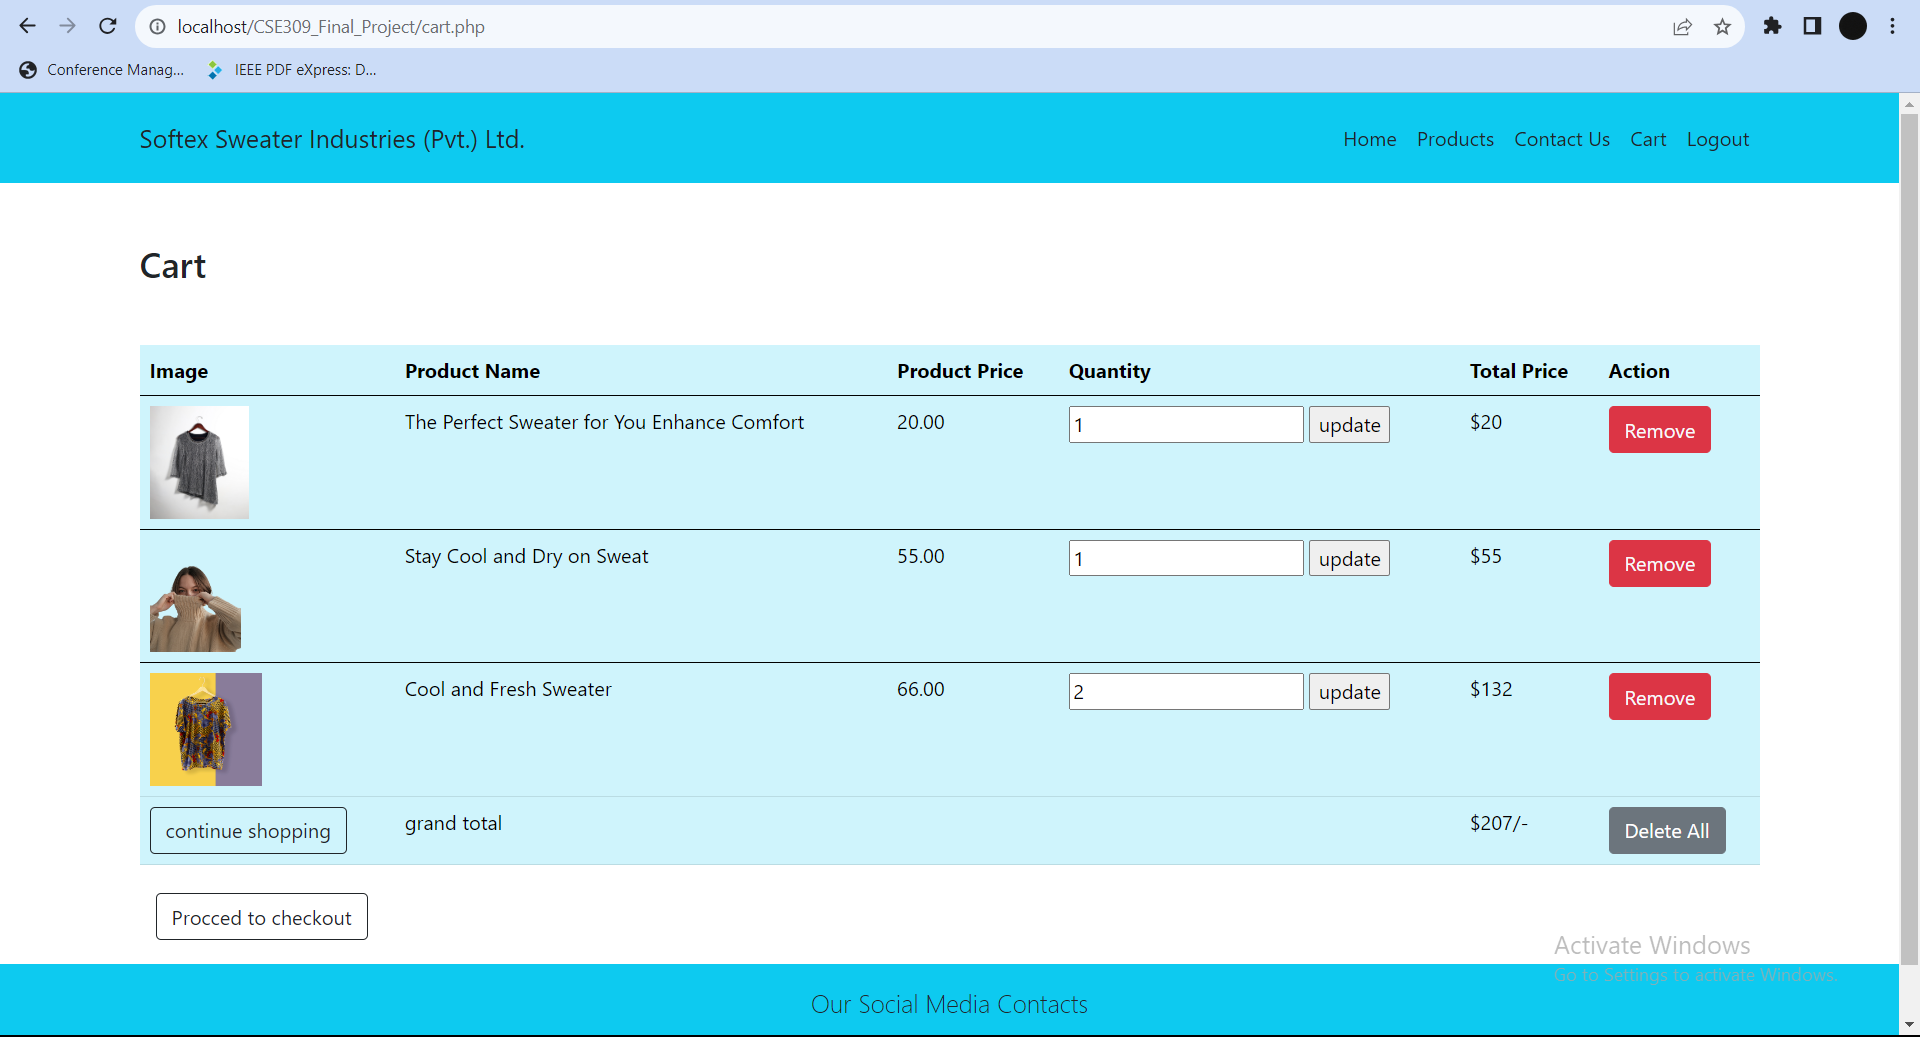 localhost/CSE309_Final_Project/cart.php
Conference Manag... IEEE PDF eXpress: D...
Softex Sweater Industries (Pvt.) Ltd. Home Products Contact Us Cart Logout
Cart
Image Product Name Product Price Quantity Total Price Action
The Perfect Sweater for You Enhance Comfort 20.00 1 update $20 Remove
Stay Cool and Dry on Sweat 55.00 1 update $55 Remove
Cool and Fresh Sweater 66.00 2 update $132 Remove
continue shopping grand total $207/- Delete All
Procced to checkout
Activate Windows
Go to Settings to activate Windows.
Our Social Media Contacts